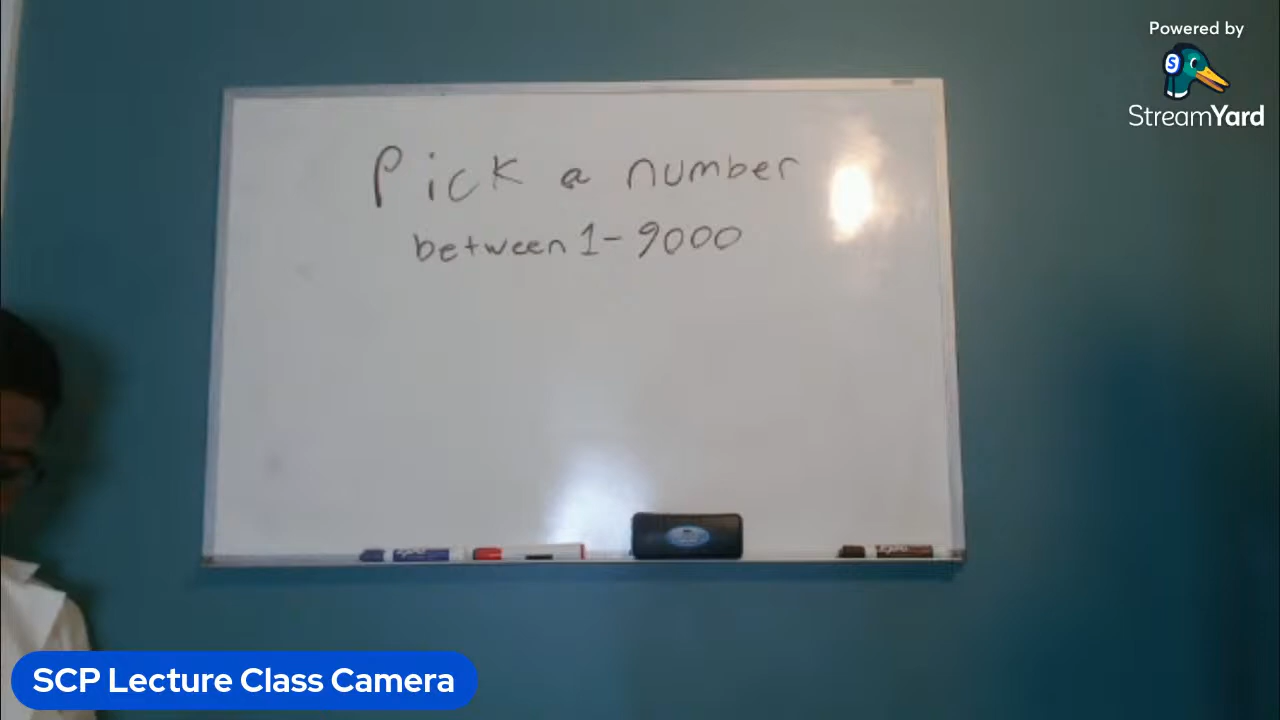 Powered by
StreamYard
Pick a number
between 1-9000
SCP Lecture Class Camera